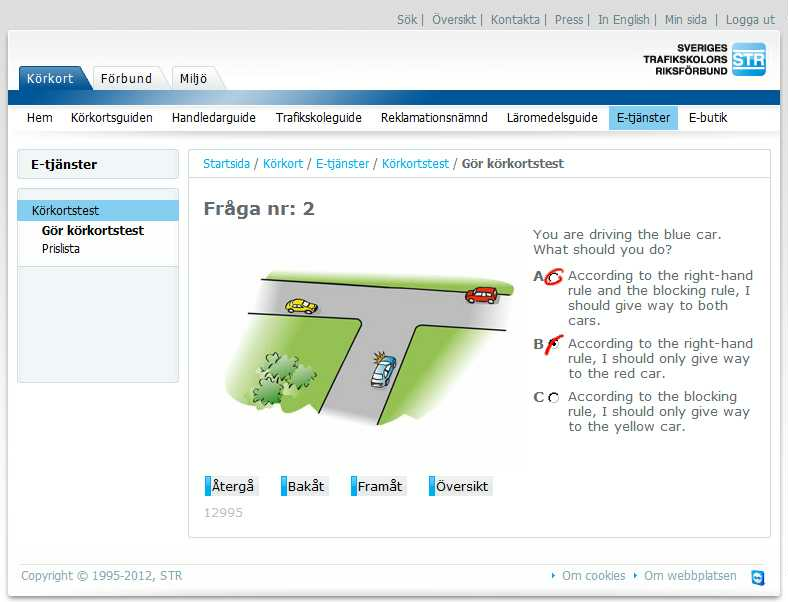 Sök | Översikt | Kontakta | Press | In English | Min sida | Logga ut
SVERIGES
TRAFIKSKOLORS
RIKSFÖRBUND
STR
Körkort Förbund Miljö
Hem Körkortsguiden Handledarguide Trafikskoleguide Reklamationsnämnd Läromedelsguide E-tjänster E-butik
E-tjänster
Körkortstest
Gör körkortstest
Prislista
Startsida / Körkort / E-tjänster / Körkortstest / Gör körkortstest
Fråga nr: 2
You are driving the blue car.
What should you do?
A According to the right-hand
rule and the blocking rule, I
should give way to both
cars.
B According to the right-hand
rule, I should only give way
to the red car.
C According to the blocking
rule, I should only give way
to the yellow car.
Återgå Bakåt Framåt Översikt
12995
Copyright © 1995-2012, STR
Om cookies Om webbplatsen